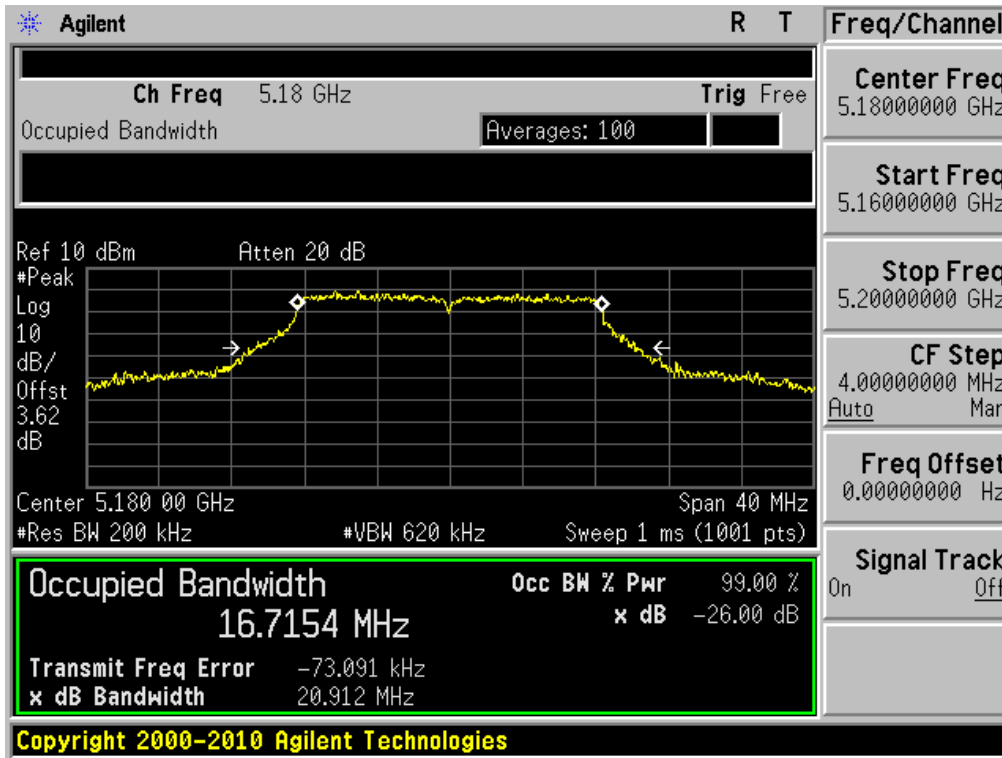 Agilent R T
Freq/Channel
Ch Freq 5.18 GHz Trig Free
Occupied Bandwidth Averages: 100
Center Freq
5.18000000 GHz
Start Freq
5.16000000 GHz
Stop Freq
5.20000000 GHz
CF Step
4.00000000 MHz
Auto Man
Freq Offset
0.00000000 Hz
Signal Track
On Off
Ref 10 dBm Atten 20 dB
#Peak
Log
10
dB/
Offst
3.62
dB
Center 5.180 00 GHz Span 40 MHz
#Res BW 200 kHz #VBW 620 kHz Sweep 1 ms (1001 pts)
Occupied Bandwidth Occ BW % Pwr 99.00 %
16.7154 MHz x dB -26.00 dB
Transmit Freq Error -73.091 kHz
x dB Bandwidth 20.912 MHz
Copyright 2000-2010 Agilent Technologies